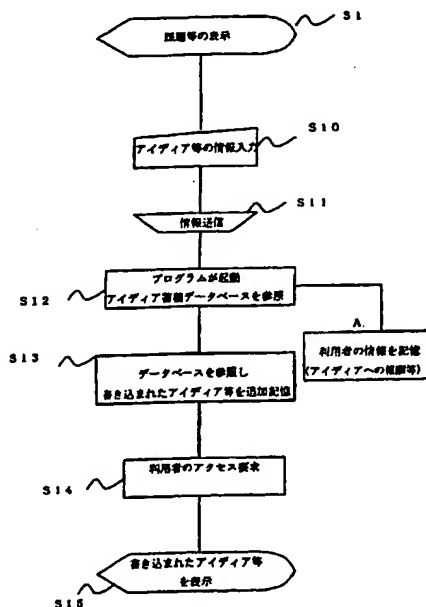 S1
課題等の表示
S10
アイディア等の情報入力
S11
情報送信
S12
プログラムが起動
アイディア蓄積データベースを参照
A.
利用者の情報を記憶
(アイディアへの報酬等)
S13
データベースを参照し
書き込まれたアイディア等を追加記憶
S14
利用者のアクセス要求
書き込まれたアイディア等
を表示
S15